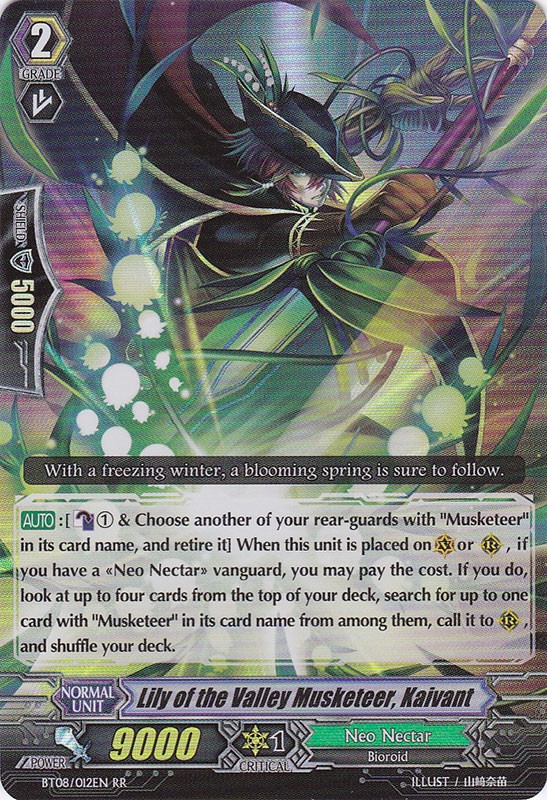 2
GRADE
SHIELD
5000
With a freezing winter, a blooming spring is sure to follow.
AUTO :[ ① & Choose another of your rear-guards with "Musketeer"
in its card name, and retire it] When this unit is placed on V or R , if
you have a «Neo Nectar» vanguard, you may pay the cost. If you do,
look at up to four cards from the top of your deck, search for up to one
card with "Musketeer" in its card name from among them, call it to R ,
and shuffle your deck.
NORMAL
UNIT
Lily of the Valley Musketeer, Kaivant
POWER
9000
1
CRITICAL
Neo Nectar
Bioroid
BT08/012EN RR
ILLUST / 山崎奈苗